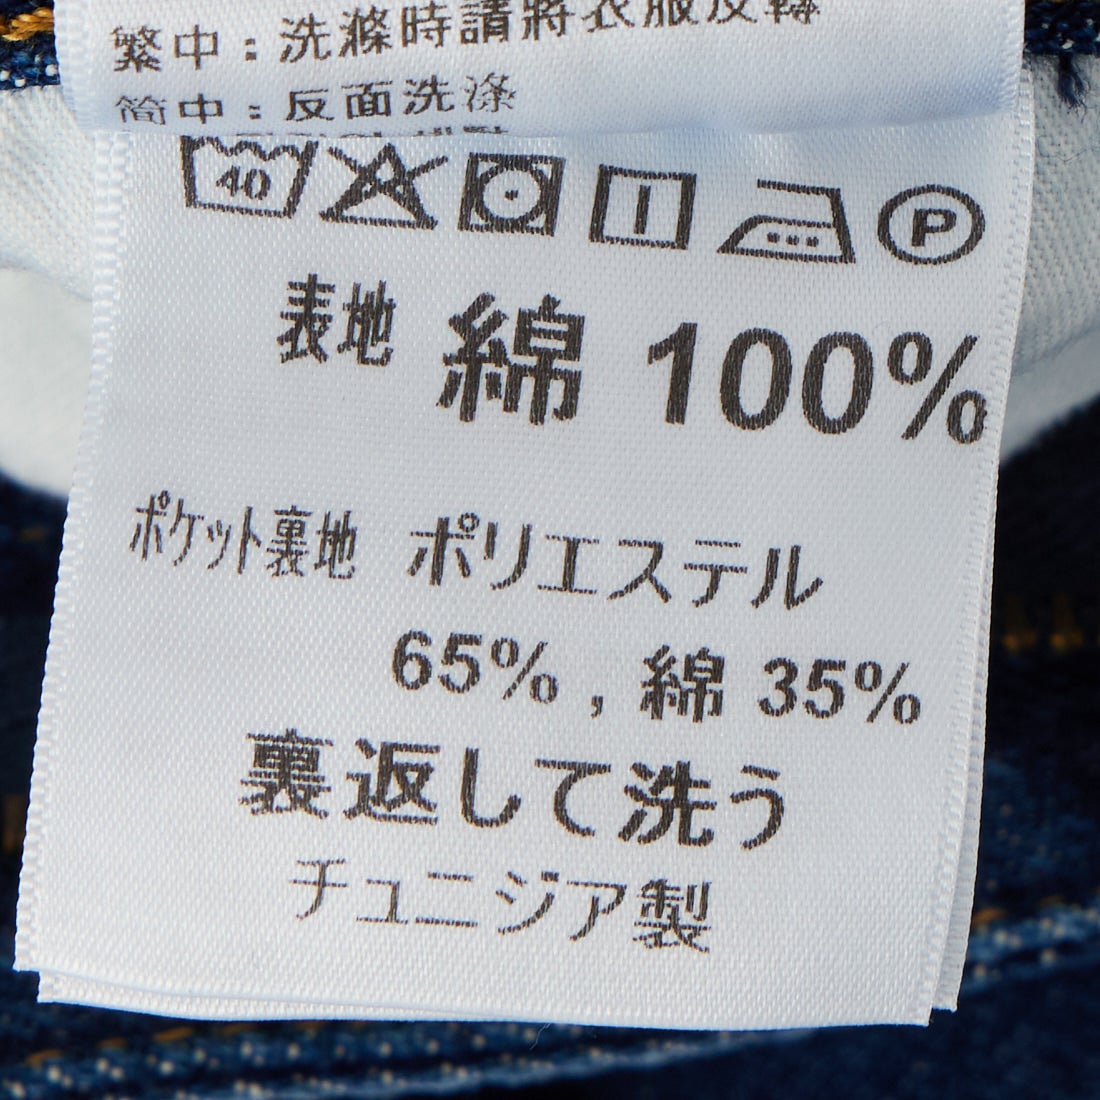 繁中：洗滌時請將衣服反轉
简中：反面洗涤
40 P
表地 綿 100%
ポケット裏地 ポリエステル
65%, 綿 35%
裏返して洗う
チュニジア製